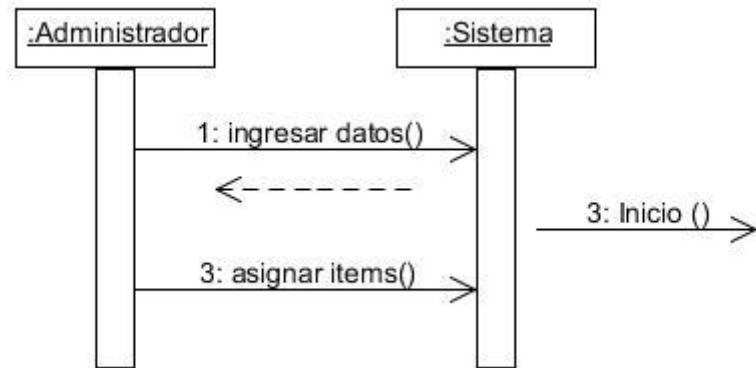 :Administrador
:Sistema
1: ingresar datos()
3: Inicio ()
3: asignar items()